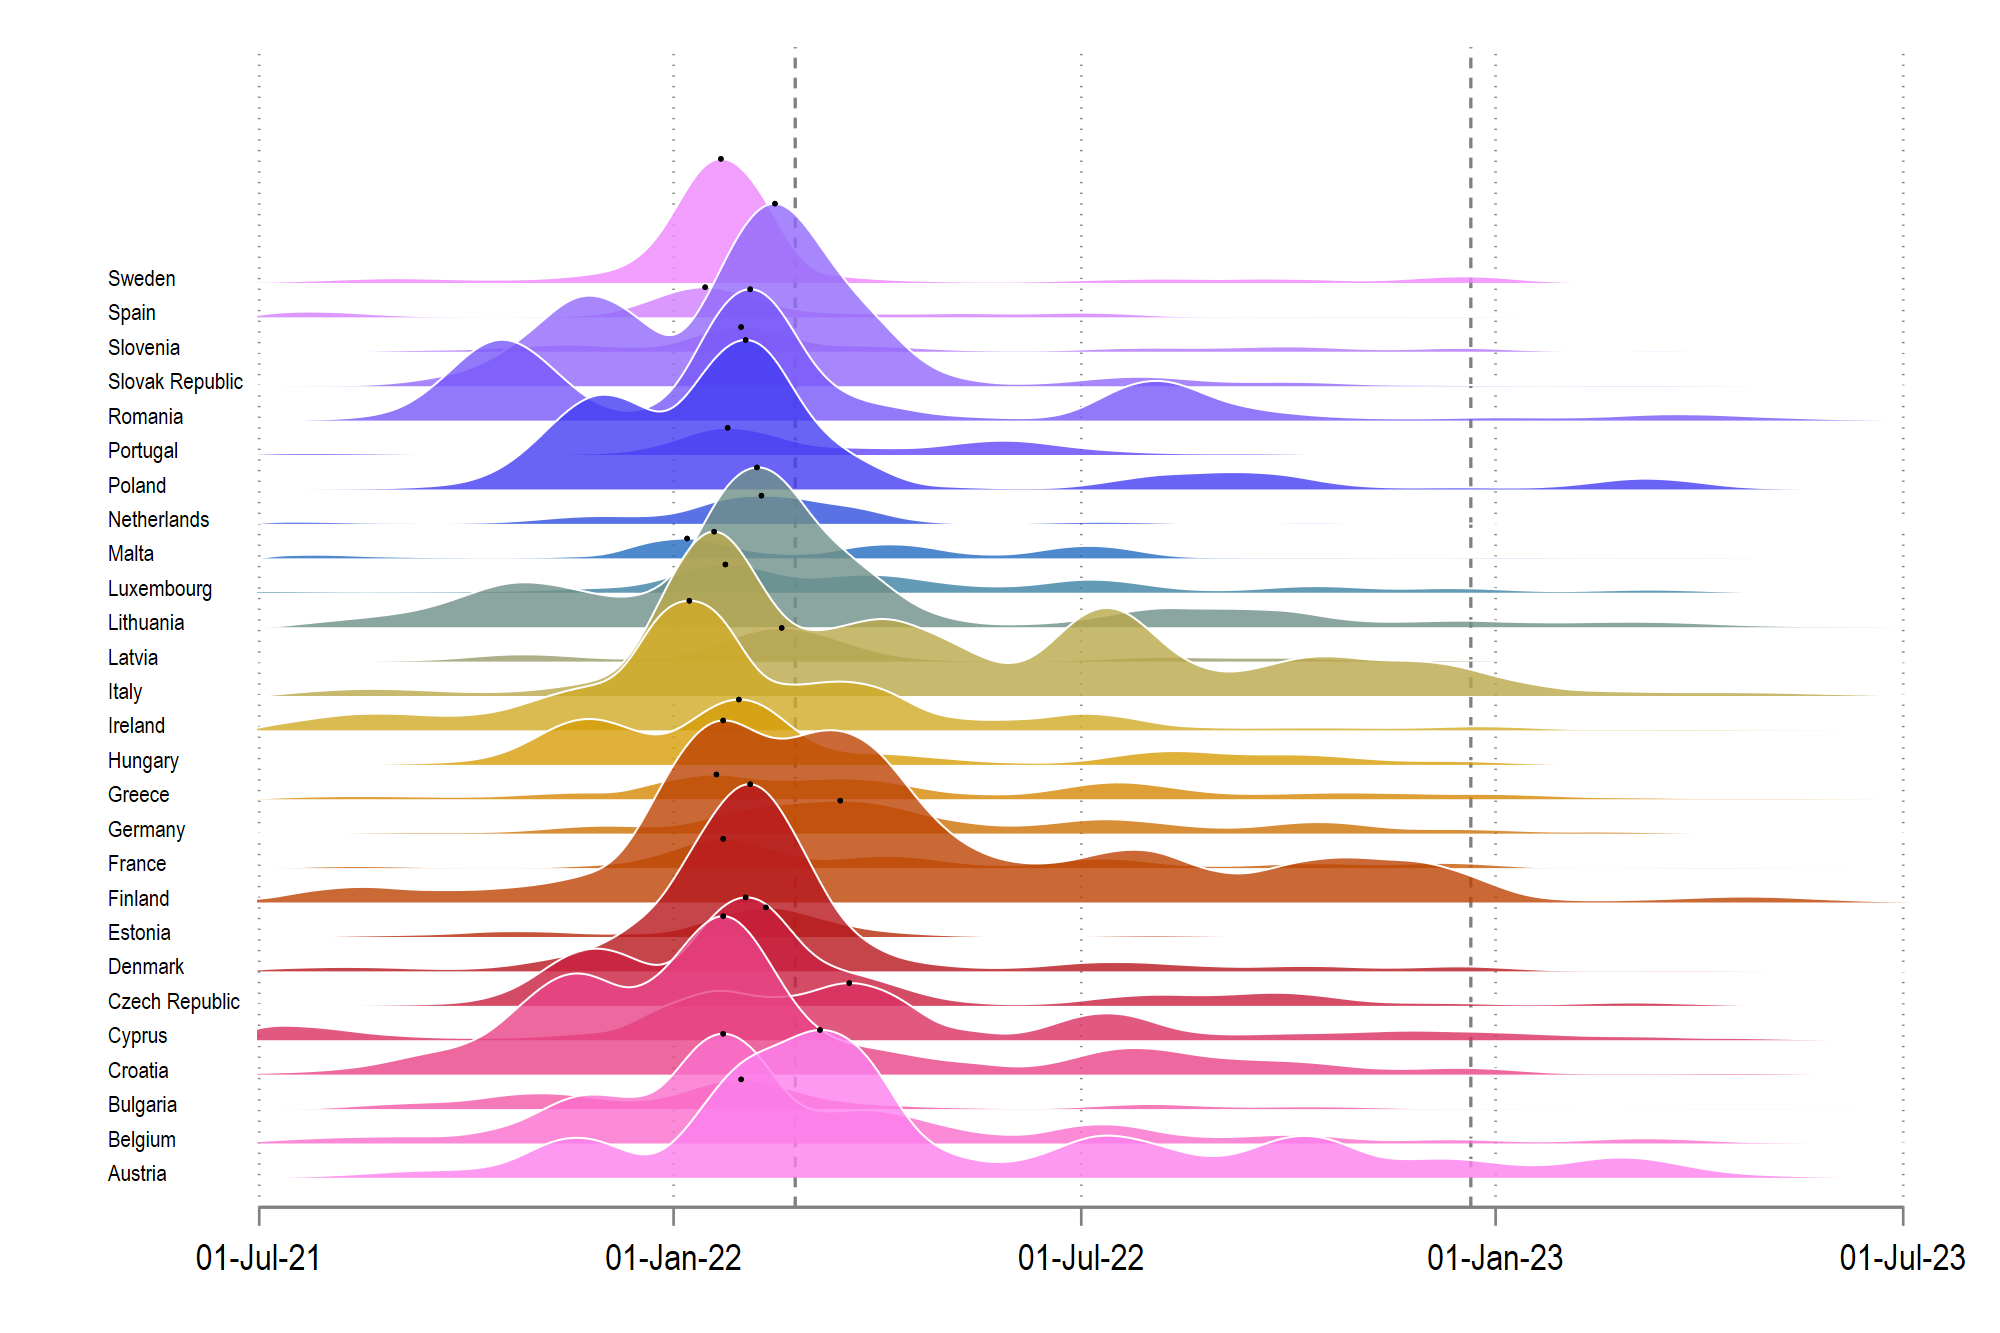 Sweden
Spain
Slovenia
Slovak Republic
Romania
Portugal
Poland
Netherlands
Malta
Luxembourg
Lithuania
Latvia
Italy
Ireland
Hungary
Greece
Germany
France
Finland
Estonia
Denmark
Czech Republic
Cyprus
Croatia
Bulgaria
Belgium
Austria
01-Jul-21 01-Jan-22 01-Jul-22 01-Jan-23 01-Jul-23